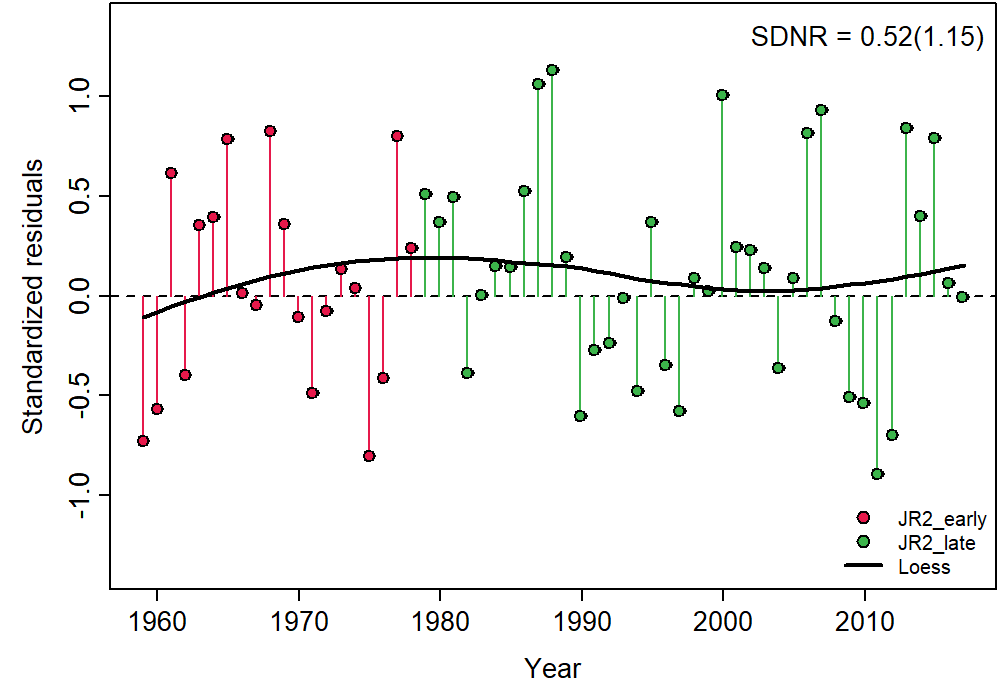 SDNR = 0.52(1.15)
Standardized residuals
1.0
0.5
0.0
-0.5
-1.0
JR2_early
JR2_late
Loess
1960 1970 1980 1990 2000 2010
Year